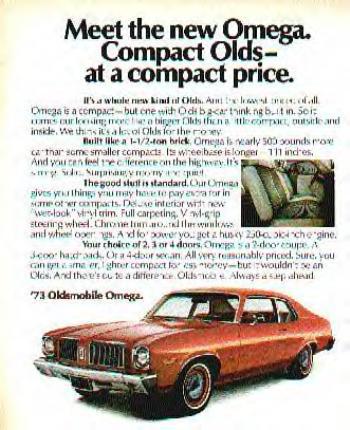 Meet the new Omega.
Compact Olds–
at a compact price.
It's a whole new kind of Olds. And the lowest priced of all.
Omega is a compact—but one with Olds big-car thinking built in. So it
comes out looking more like a bigger Olds than a little compact, outside and
inside. We think it's a lot of Olds for the money.
Built like a 1-1/2-ton brick. Omega is nearly 500 pounds more
car than some smaller compacts. Its wheelbase is longer—111 inches.
And you can feel the difference on the highway. It's
strong. Solid. Surprisingly roomy and quiet.
The good stuff is standard. Our Omega
gives you things you may have to pay extra for in
some other compacts. Deluxe interior with new
"wet-look" vinyl trim. Full carpeting. Vinyl-grip
steering wheel. Chrome trim around the windows
and wheel openings. And for power you get a husky 250-cubic-inch engine.
Your choice of 2, 3 or 4 doors. Omega is a 2-door coupe. A
3-door hatchback. Or a 4-door sedan. All very reasonably priced. Sure, you
can get a smaller, lighter compact for less money—but it wouldn't be an
Olds. And there's quite a difference. Oldsmobile. Always a step ahead.
'73 Oldsmobile Omega.